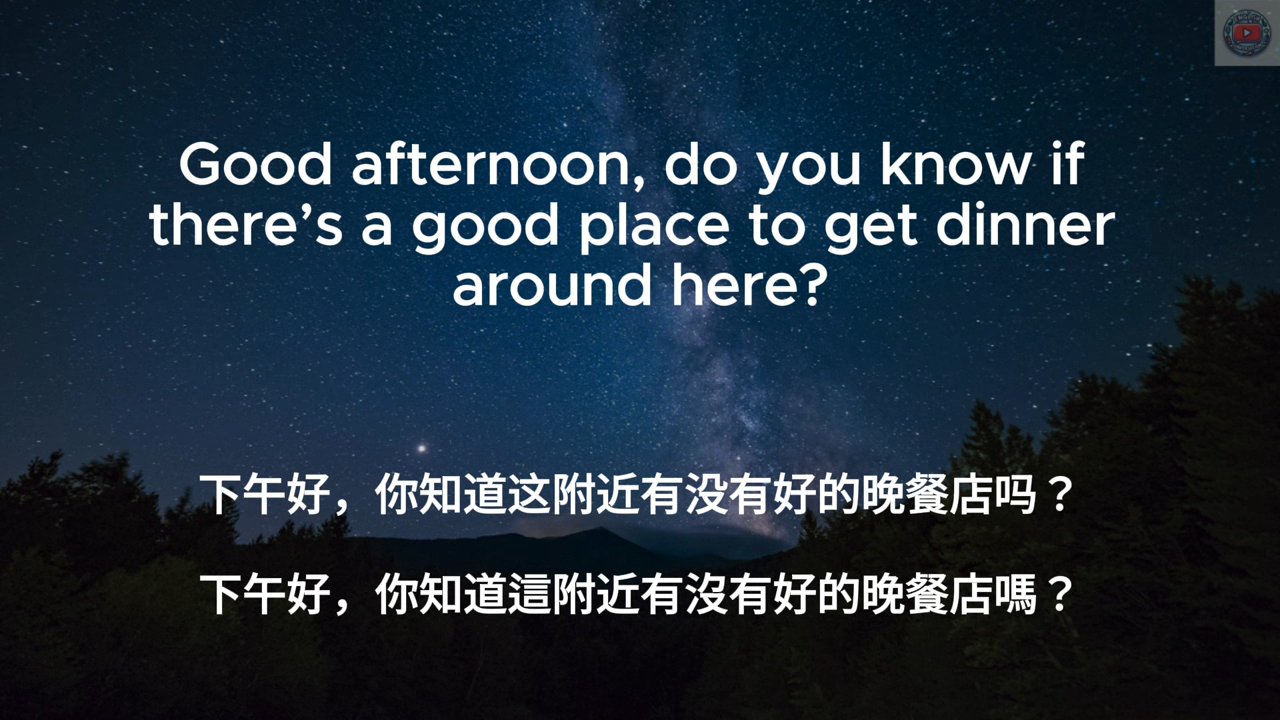 Good afternoon, do you know if
there’s a good place to get dinner
around here?
下午好，你知道这附近有没有好的晚餐店吗？
下午好，你知道這附近有沒有好的晚餐店嗎？